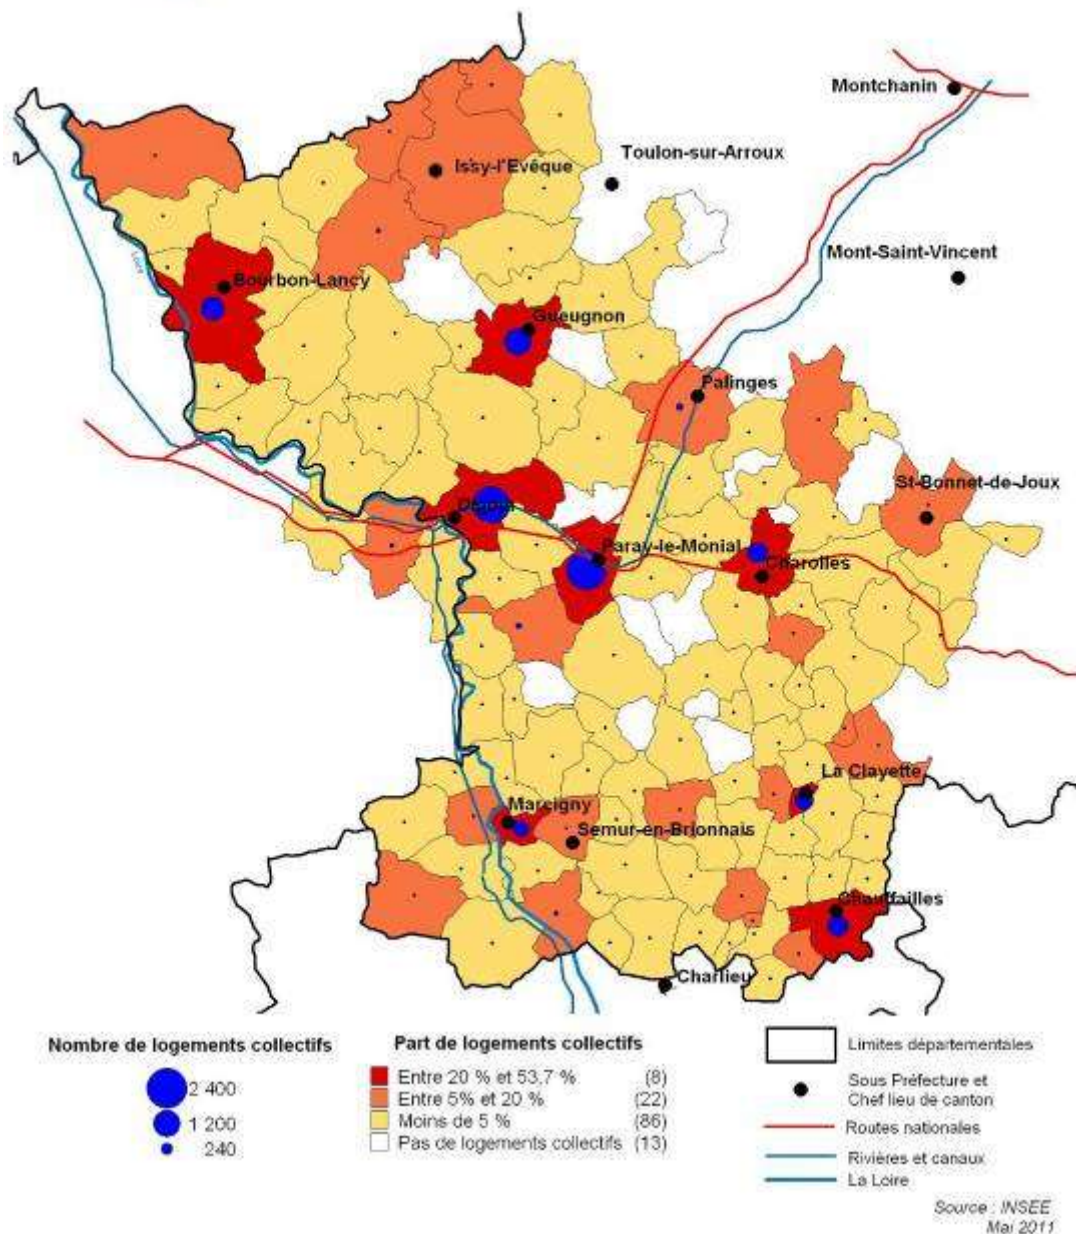 Montchanin
Toulon-sur-Arroux
Issy-l'Evêque
Mont-Saint-Vincent
Loire
Bourbon-Lancy
Gueugnon
Palinges
St-Bonnet-de-Joux
Digoin
Paray-le-Monial
Charolles
La Clayette
Marcigny
Semur-en-Brionnais
Chauffailles
Charlieu
Nombre de logements collectifs
2 400
1 200
240
Part de logements collectifs
Entre 20 % et 53,7 % (8)
Entre 5% et 20 % (22)
Moins de 5 % (86)
Pas de logements collectifs (13)
Limites départementales
Sous Préfecture et
Chef lieu de canton
Routes nationales
Rivières et canaux
La Loire
Source : INSEE
Mai 2011